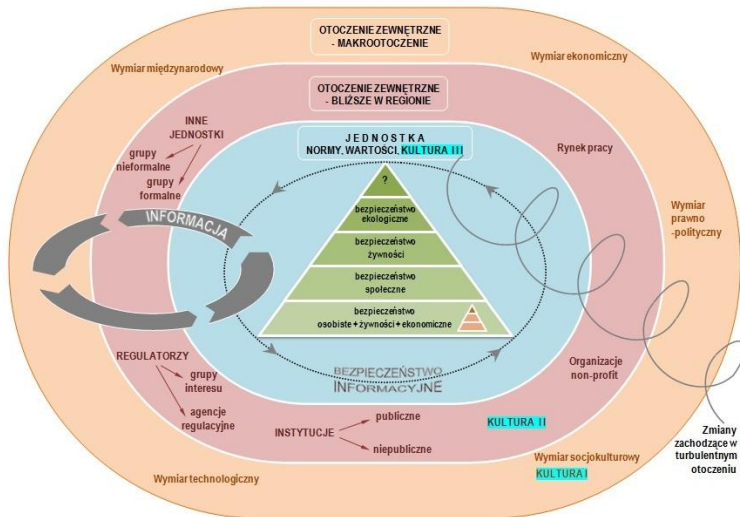 OTOCZENIE ZEWNĘTRZNE
- MAKROOTOCZENIE
Wymiar międzynarodowy
Wymiar ekonomiczny
OTOCZENIE ZEWNĘTRZNE
- BLIŻSZE W REGIONIE
INNE
JEDNOSTKI
grupy
nieformalne
grupy
formalne
JEDNOSTKA
NORMY, WARTOŚCI, KULTURA III
Rynek pracy
?
bezpieczeństwo
ekologiczne
bezpieczeństwo
żywności
bezpieczeństwo
społeczne
bezpieczeństwo
osobiste + żywności + ekonomiczne
INFORMACJA
Wymiar
prawno
-polityczny
BEZPIECZEŃSTWO
INFORMACYJNE
REGULATORZY
grupy
interesu
agencje
regulacyjne
Organizacje
non-profit
INSTYTUCJE
publiczne
niepubliczne
KULTURA II
Zmiany
zachodzące w
turbulentnym
otoczeniu
Wymiar technologiczny
Wymiar socjokulturowy
KULTURA I